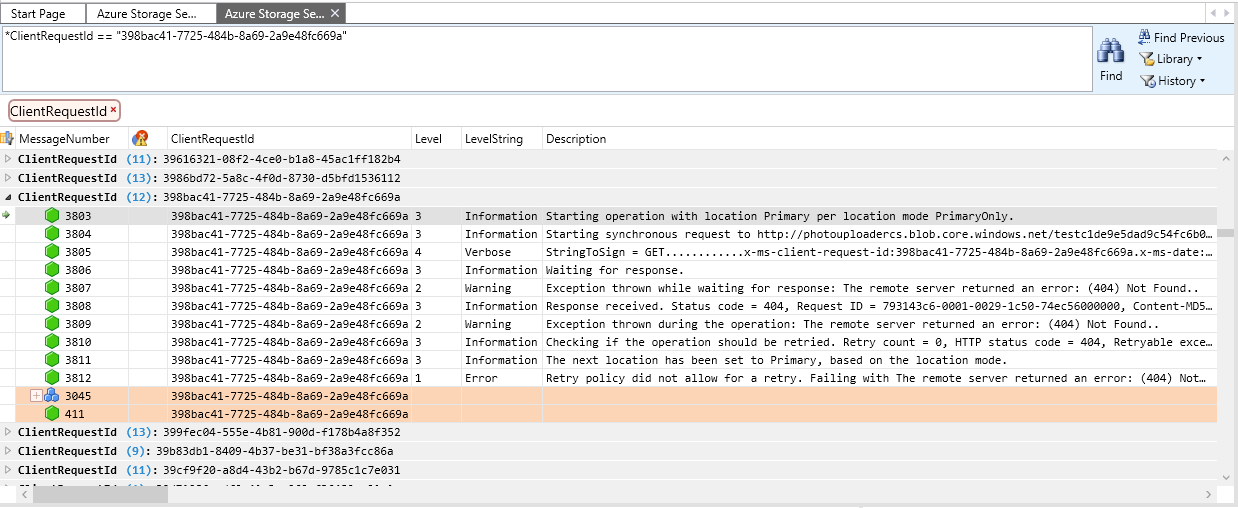 Start Page Azure Storage Se... Azure Storage Se... ✕
*ClientRequestId == "398bac41-7725-484b-8a69-2a9e48fc669a"
Find Previous
Library
Find
History
ClientRequestId ×
MessageNumber ClientRequestId Level LevelString Description
ClientRequestId (11): 39616321-08f2-4ce0-b1a8-45ac1ff182b4
ClientRequestId (13): 3986bd72-5a8c-4f0d-8730-d5bfd1536112
ClientRequestId (12): 398bac41-7725-484b-8a69-2a9e48fc669a
3803 398bac41-7725-484b-8a69-2a9e48fc669a 3 Information Starting operation with location Primary per location mode PrimaryOnly.
3804 398bac41-7725-484b-8a69-2a9e48fc669a 3 Information Starting synchronous request to http://photouploadercs.blob.core.windows.net/testc1de9e5dad9c54fc6b0...
3805 398bac41-7725-484b-8a69-2a9e48fc669a 4 Verbose StringToSign = GET............x-ms-client-request-id:398bac41-7725-484b-8a69-2a9e48fc669a.x-ms-date:...
3806 398bac41-7725-484b-8a69-2a9e48fc669a 3 Information Waiting for response.
3807 398bac41-7725-484b-8a69-2a9e48fc669a 2 Warning Exception thrown while waiting for response: The remote server returned an error: (404) Not Found..
3808 398bac41-7725-484b-8a69-2a9e48fc669a 3 Information Response received. Status code = 404, Request ID = 793143c6-0001-0029-1c50-74ec56000000, Content-MD5...
3809 398bac41-7725-484b-8a69-2a9e48fc669a 2 Warning Exception thrown during the operation: The remote server returned an error: (404) Not Found..
3810 398bac41-7725-484b-8a69-2a9e48fc669a 3 Information Checking if the operation should be retried. Retry count = 0, HTTP status code = 404, Retryable exce...
3811 398bac41-7725-484b-8a69-2a9e48fc669a 3 Information The next location has been set to Primary, based on the location mode.
3812 398bac41-7725-484b-8a69-2a9e48fc669a 1 Error Retry policy did not allow for a retry. Failing with The remote server returned an error: (404) Not...
3045 398bac41-7725-484b-8a69-2a9e48fc669a
411 398bac41-7725-484b-8a69-2a9e48fc669a
ClientRequestId (13): 399fec04-555e-4b81-900d-f178b4a8f352
ClientRequestId (9): 39b83db1-8409-4b37-be31-bf38a3fcc86a
ClientRequestId (11): 39cf9f20-a8d4-43b2-b67d-9785c1c7e031